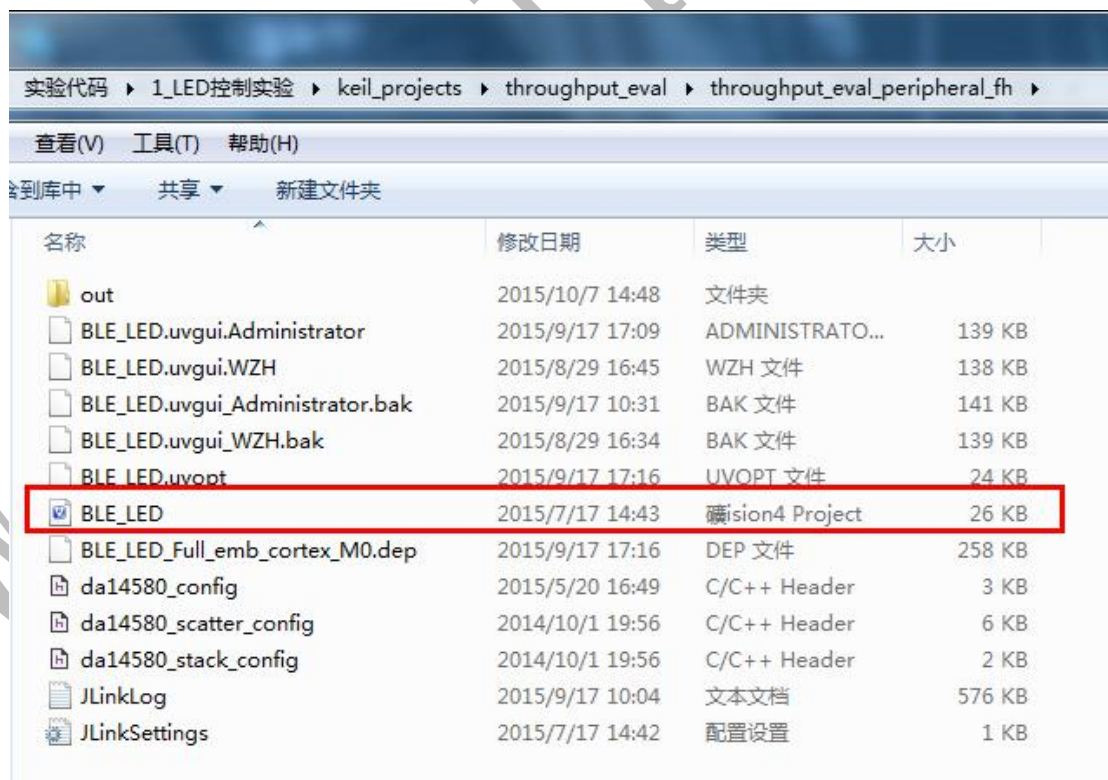 实验代码 ▸ 1_LED控制实验 ▸ keil_projects ▸ throughput_eval ▸ throughput_eval_peripheral_fh ▸
查看(V) 工具(T) 帮助(H)
含到库中 ▼ 共享 ▼ 新建文件夹
名称 修改日期 类型 大小
out 2015/10/7 14:48 文件夹
BLE_LED.uvgui.Administrator 2015/9/17 17:09 ADMINISTRATO... 139 KB
BLE_LED.uvgui.WZH 2015/8/29 16:45 WZH 文件 138 KB
BLE_LED.uvgui_Administrator.bak 2015/9/17 10:31 BAK 文件 141 KB
BLE_LED.uvgui_WZH.bak 2015/8/29 16:34 BAK 文件 139 KB
BLE_LED.uvopt 2015/9/17 17:16 UVOPT 文件 24 KB
BLE_LED 2015/7/17 14:43 礦ision4 Project 26 KB
BLE_LED_Full_emb_cortex_M0.dep 2015/9/17 17:16 DEP 文件 258 KB
da14580_config 2015/5/20 16:49 C/C++ Header 3 KB
da14580_scatter_config 2014/10/1 19:56 C/C++ Header 6 KB
da14580_stack_config 2014/10/1 19:56 C/C++ Header 2 KB
JLinkLog 2015/9/17 10:04 文本文档 576 KB
JLinkSettings 2015/7/17 14:42 配置设置 1 KB